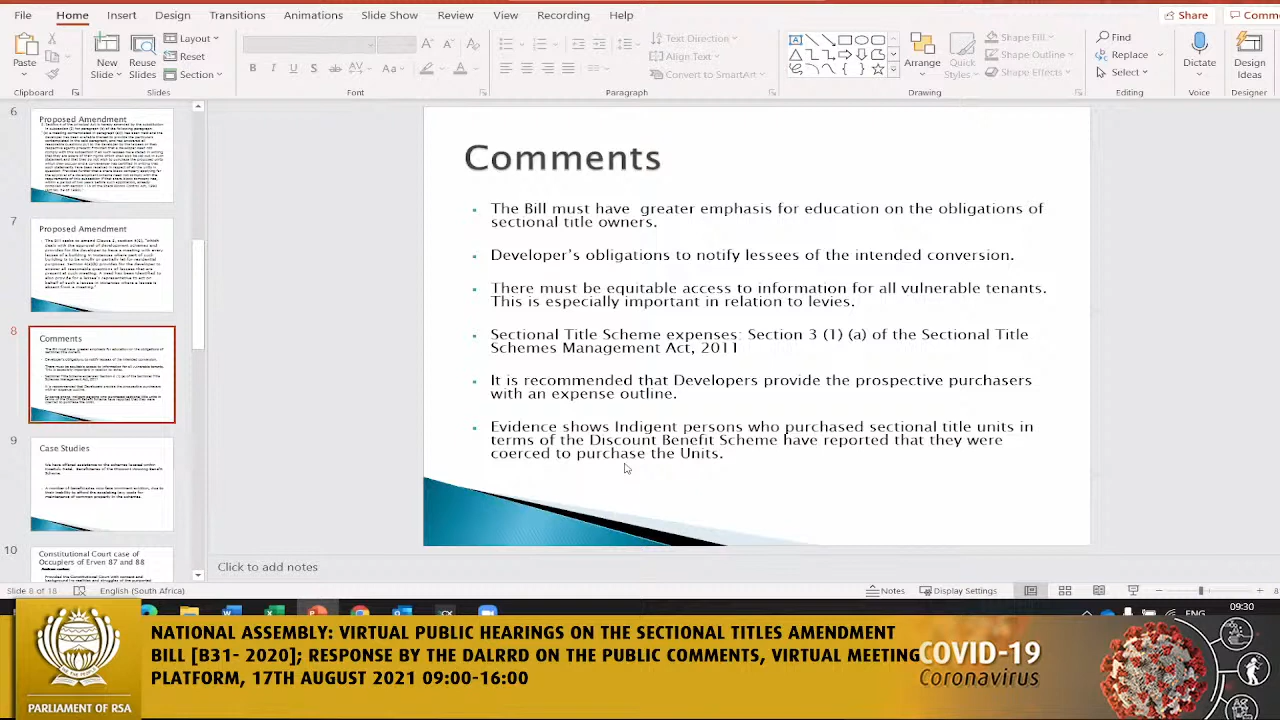 File Home Insert Design Transitions Animations Slide Show Review View Recording Help Share Comme
Paste New Slide Reuse Slides Layout Reset Section Text Direction Align Text Convert to SmartArt Arrange Styles Shape Fill Shape Outline Shape Effects Find Replace Select Dictate Design Ideas
Clipboard Slides Font Paragraph Drawing Editing Voice Designer
6
Proposed Amendment
7
Proposed Amendment
8
Comments
9
Case Studies
10
Constitutional Court case of
Occupiers of Erven 87 and 88
Comments
The Bill must have greater emphasis for education on the obligations of
sectional title owners.
Developer's obligations to notify lessees of the intended conversion.
There must be equitable access to information for all vulnerable tenants.
This is especially important in relation to levies.
Sectional Title Scheme expenses: Section 3 (1) (a) of the Sectional Title
Schemes Management Act, 2011
It is recommended that Developers provide the prospective purchasers
with an expense outline.
Evidence shows Indigent persons who purchased sectional title units in
terms of the Discount Benefit Scheme have reported that they were
coerced to purchase the Units.
Click to add notes
Slide 8 of 18 English (South Africa) Notes Display Settings
ENG 09:30
NATIONAL ASSEMBLY: VIRTUAL PUBLIC HEARINGS ON THE SECTIONAL TITLES AMENDMENT
BILL [B31- 2020]; RESPONSE BY THE DALRRD ON THE PUBLIC COMMENTS, VIRTUAL MEETING
PLATFORM, 17TH AUGUST 2021 09:00-16:00
PARLIAMENT OF RSA
COVID-19
Coronavirus